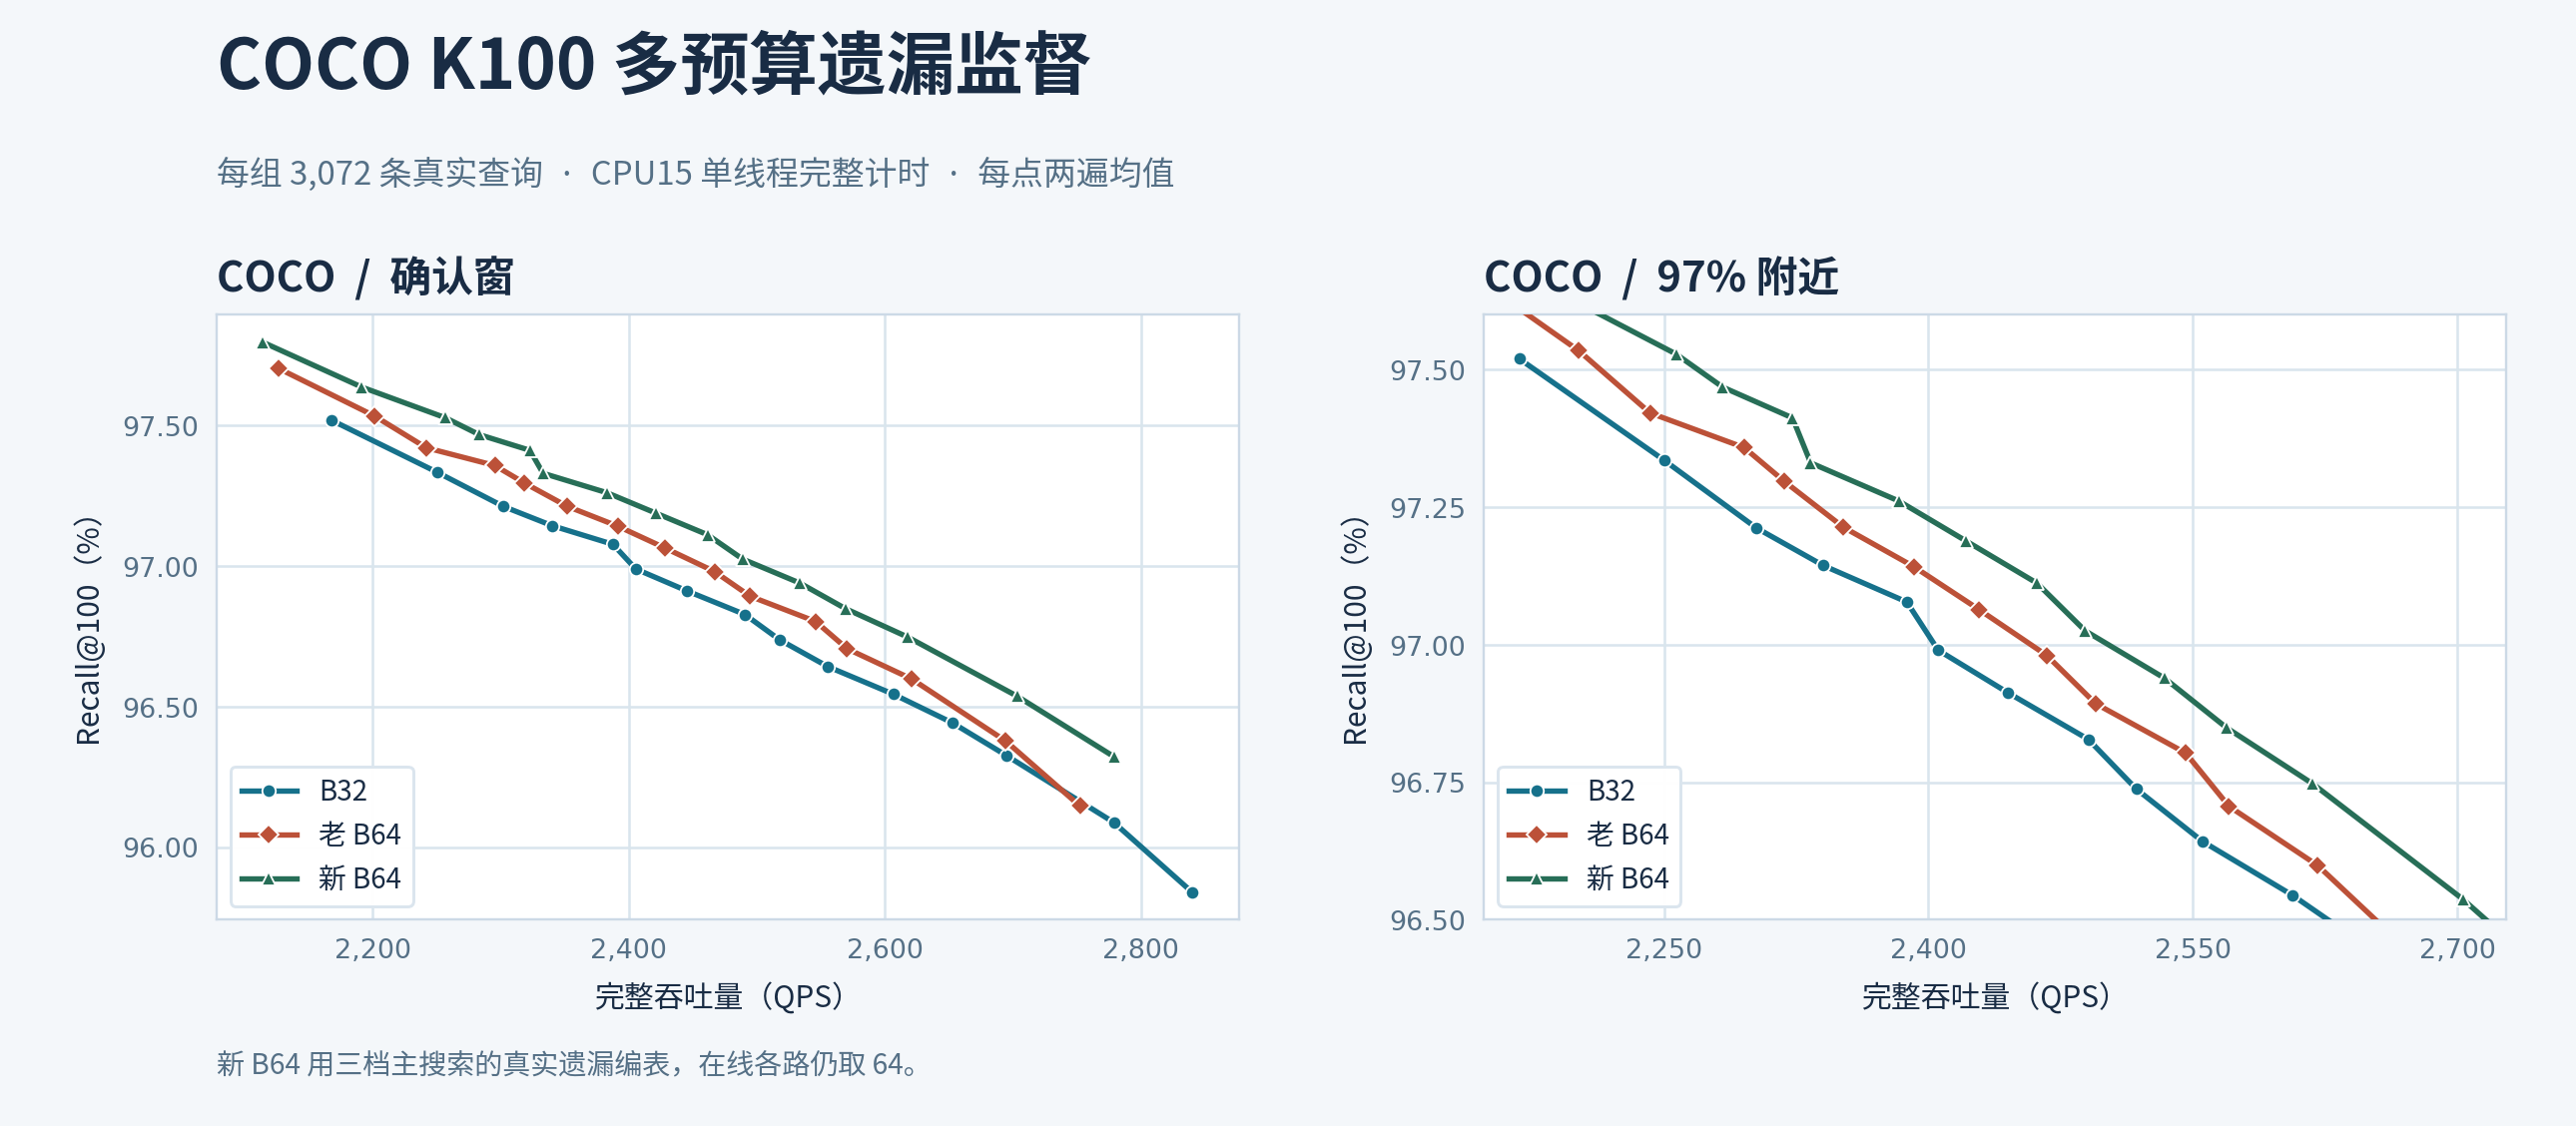 COCO K100 多预算遗漏监督
每组 3,072 条真实查询 · CPU15 单线程完整计时 · 每点两遍均值
COCO / 确认窗
97.50
97.00
96.50
96.00
Recall@100（%）
B32
老 B64
新 B64
2,200 2,400 2,600 2,800
完整吞吐量（QPS）
COCO / 97% 附近
97.50
97.25
97.00
96.75
96.50
Recall@100（%）
B32
老 B64
新 B64
2,250 2,400 2,550 2,700
完整吞吐量（QPS）
新 B64 用三档主搜索的真实遗漏编表，在线各路仍取 64。